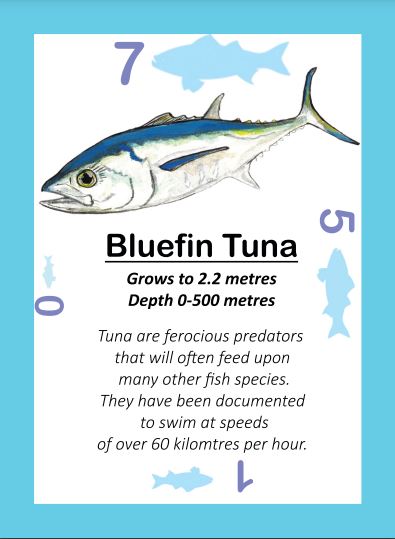 7
5
Bluefin Tuna
Grows to 2.2 metres
Depth 0-500 metres
0
Tuna are ferocious predators
that will often feed upon
many other fish species.
They have been documented
to swim at speeds
of over 60 kilomtres per hour.
1